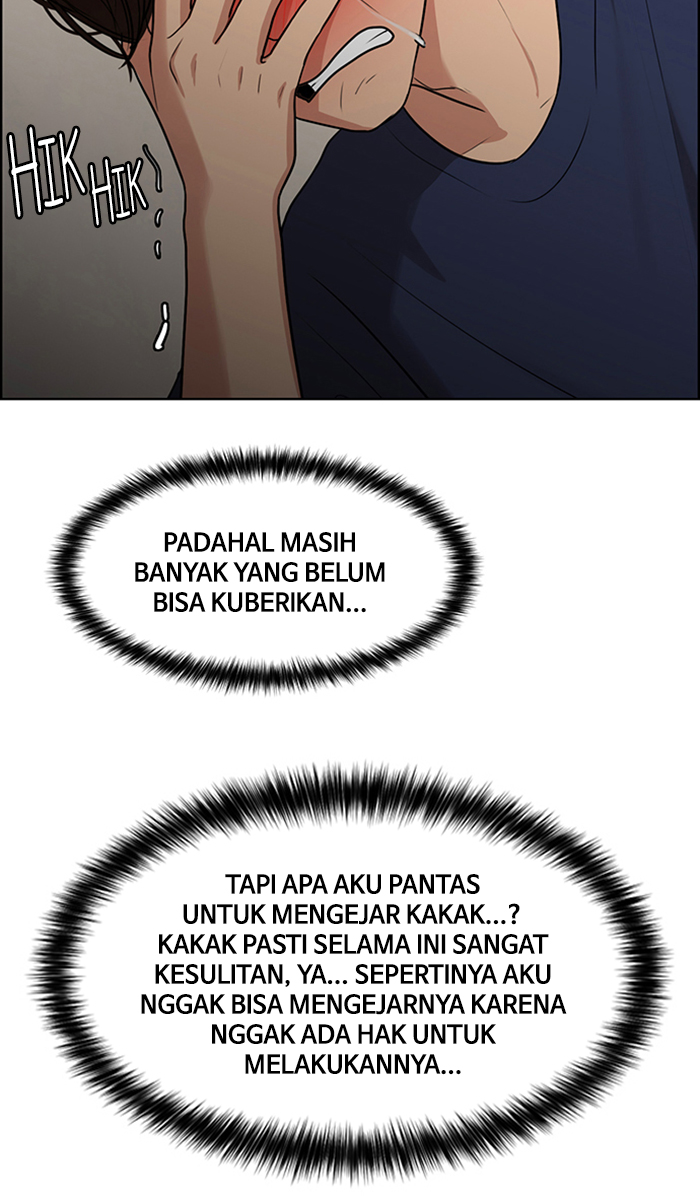 HIK
HIK
PADAHAL MASIH
BANYAK YANG BELUM
BISA KUBERIKAN...
TAPI APA AKU PANTAS
UNTUK MENGEJAR KAKAK...?
KAKAK PASTI SELAMA INI SANGAT
KESULITAN, YA... SEPERTINYA AKU
NGGAK BISA MENGEJARNYA KARENA
NGGAK ADA HAK UNTUK
MELAKUKANNYA...